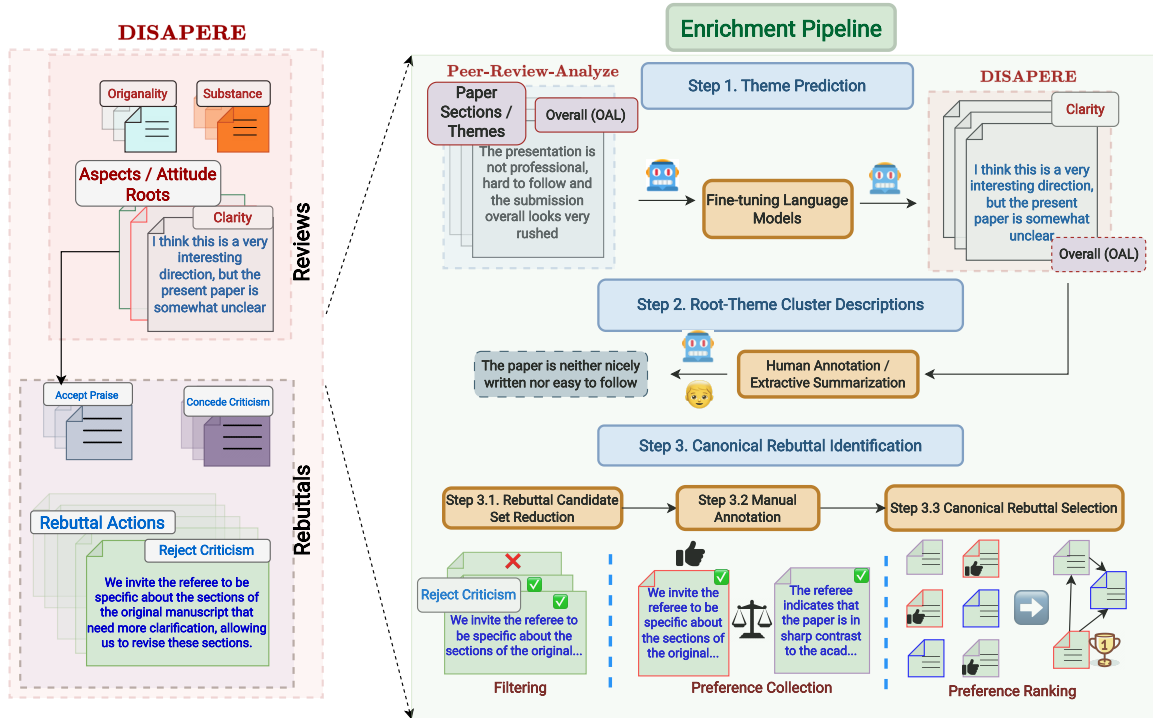 DISAPERE
Origanality
Substance
Aspects / Attitude
Roots
Clarity
I think this is a very
interesting
direction, but the
present paper is
somewhat unclear
Reviews
Accept Praise
Concede Criticism
Rebuttal Actions
Reject Criticism
We invite the referee to be
specific about the sections
of the original manuscript that
need more clarification, allowing
us to revise these sections.
Rebuttals
Enrichment Pipeline
Peer-Review-Analyze
Paper
Sections /
Themes
Overall (OAL)
The presentation is
not professional,
hard to follow and
the submission
overall looks very
rushed
Step 1. Theme Prediction
Fine-tuning Language
Models
DISAPERE
Clarity
I think this is a very
interesting direction,
but the present
paper is somewhat
unclear
Overall (OAL)
Step 2. Root-Theme Cluster Descriptions
The paper is neither nicely
written nor easy to follow
Human Annotation /
Extractive Summarization
Step 3. Canonical Rebuttal Identification
Step 3.1. Rebuttal Candidate
Set Reduction
Step 3.2 Manual
Annotation
Step 3.3 Canonical Rebuttal Selection
Reject Criticism
We invite the referee to
be specific about the
sections of the original...
Filtering
We invite the
referee to be
specific about
the sections of
the original...
The referee
indicates that
the paper is in
sharp contrast
to the acad...
Preference Collection
1
Preference Ranking